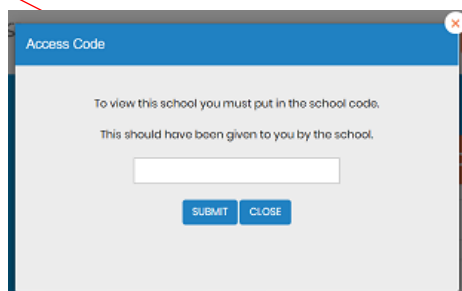 Access Code
To view this school you must put in the school code.
This should have been given to you by the school.
SUBMIT CLOSE